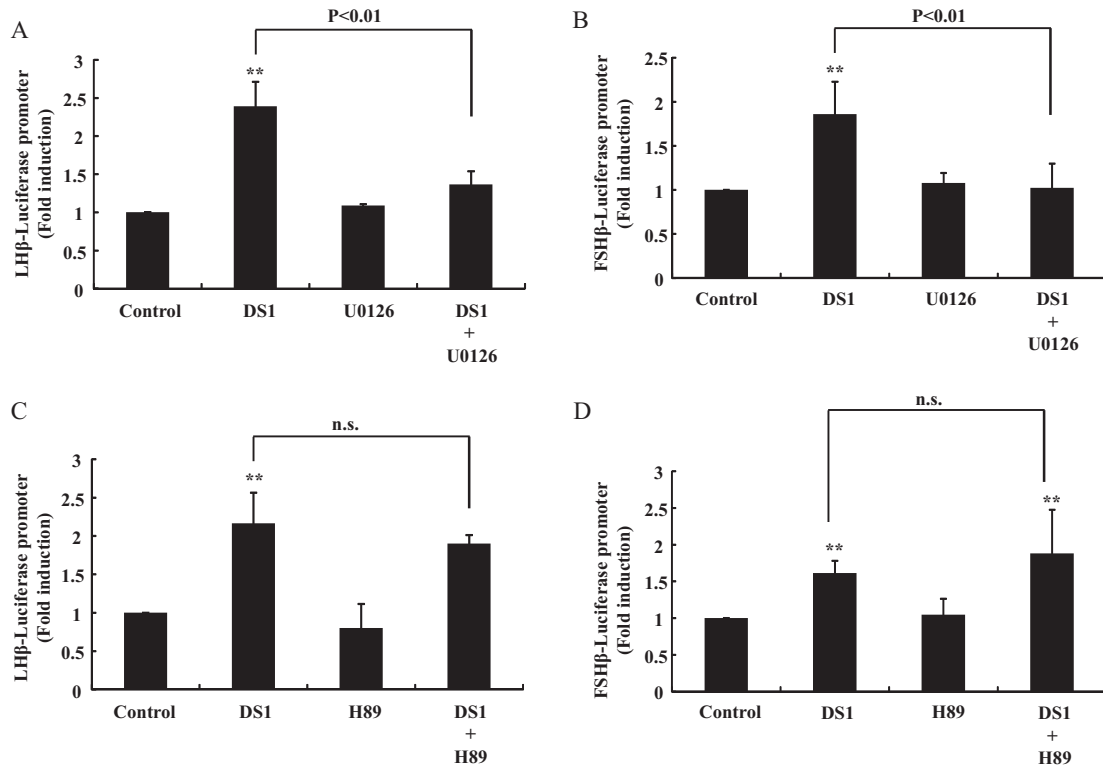 A
P<0.01
LHβ-Luciferase promoter
(Fold induction)
3
2.5
2
1.5
1
0.5
0
**
Control
DS1
U0126
DS1
+
U0126
B
P<0.01
FSHβ-Luciferase promoter
(Fold induction)
2.5
2
1.5
1
0.5
0
**
Control
DS1
U0126
DS1
+
U0126
C
n.s.
LHβ-Luciferase promoter
(Fold induction)
3
2.5
2
1.5
1
0.5
0
**
Control
DS1
H89
DS1
+
H89
D
n.s.
FSHβ-Luciferase promoter
(Fold induction)
3
2.5
2
1.5
1
0.5
0
**
**
Control
DS1
H89
DS1
+
H89